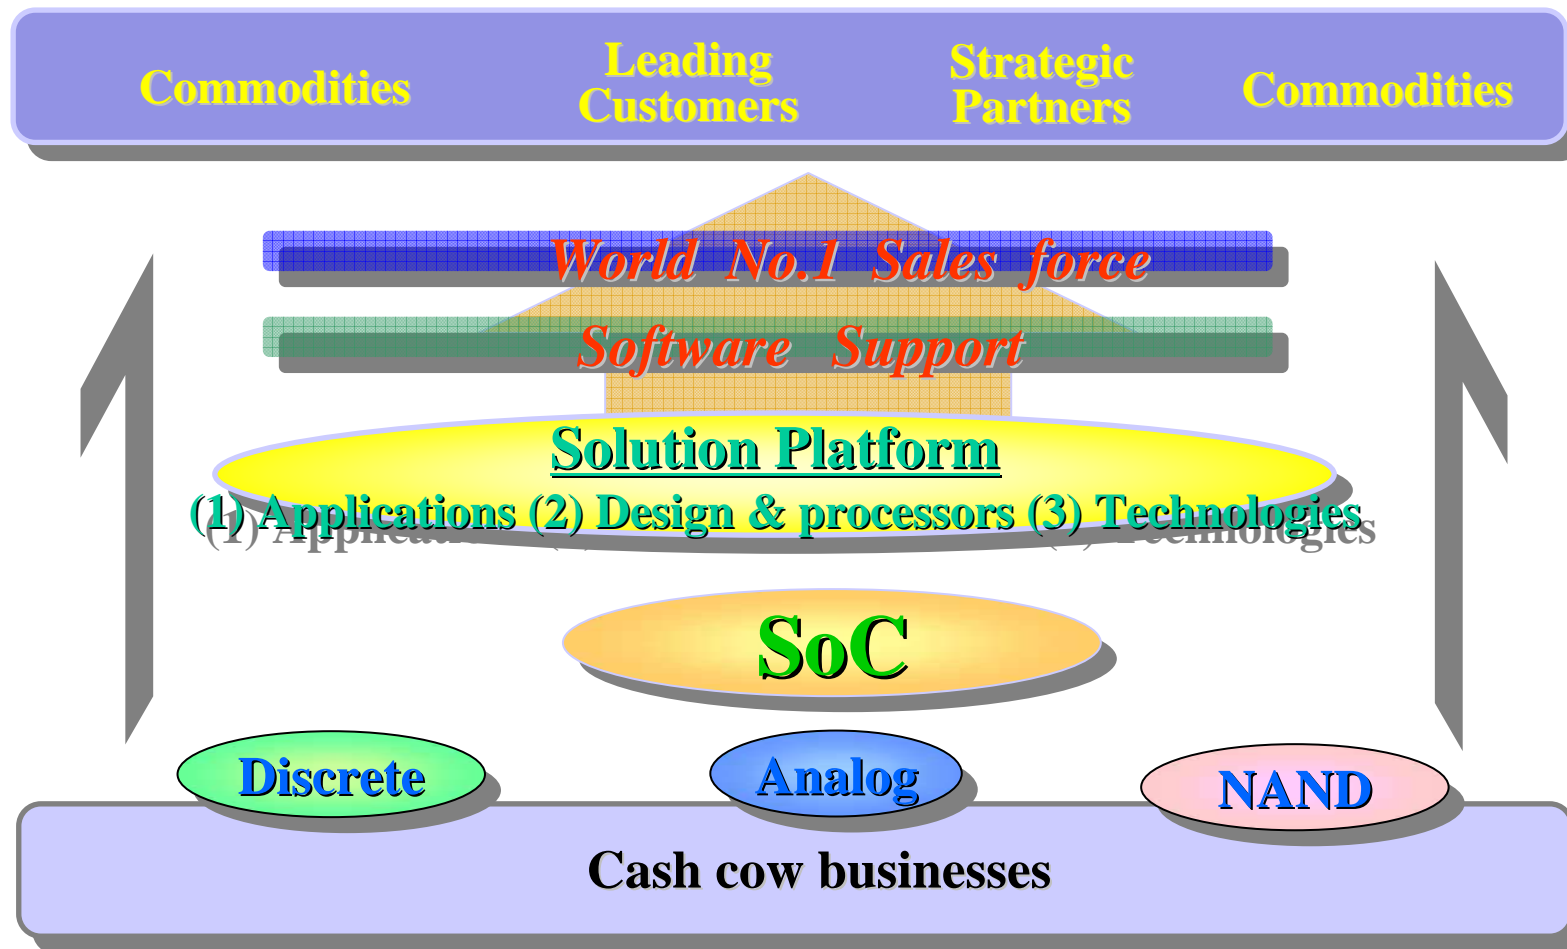 Commodities
Leading
Customers
Strategic
Partners
Commodities
World No.1 Sales force
Software Support
Solution Platform
(1) Applications (2) Design & processors (3) Technologies
SoC
Discrete
Analog
NAND
Cash cow businesses